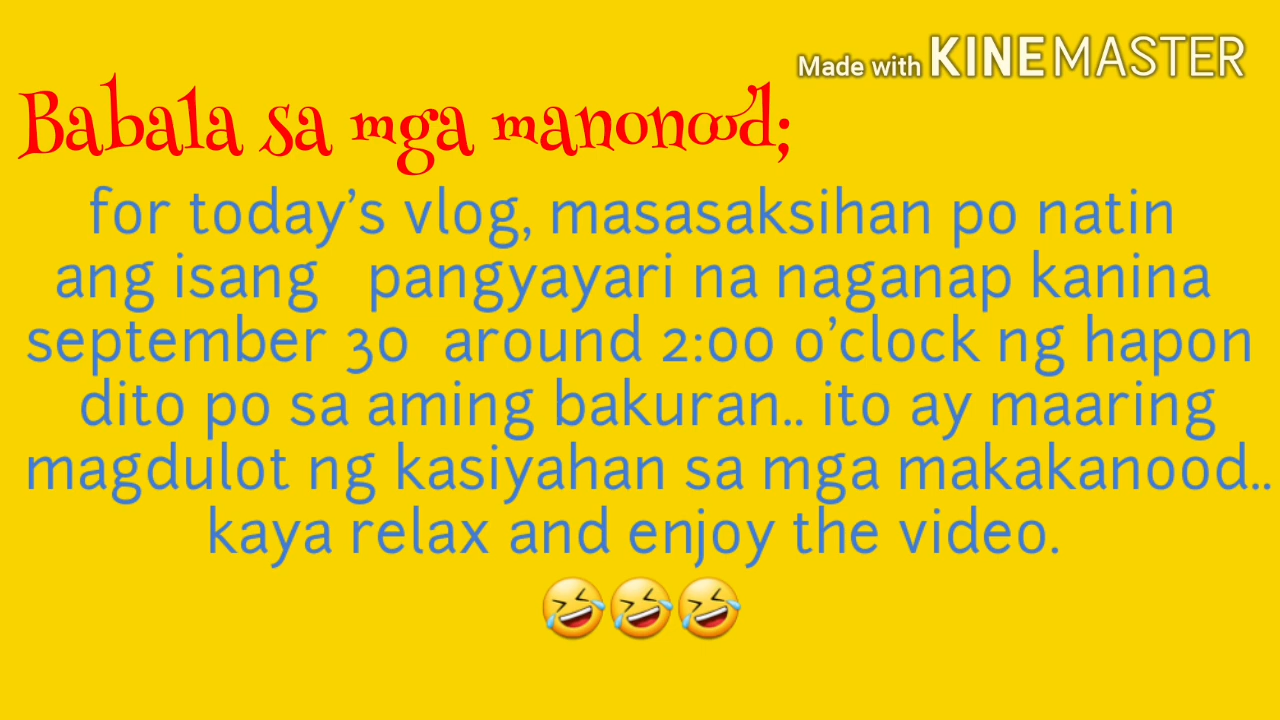 Made with KINEMASTER
Babala sa mga manonood;
for today's vlog, masasaksihan po natin
ang isang pangyayari na naganap kanina
september 30 around 2:00 o'clock ng hapon
dito po sa aming bakuran.. ito ay maaring
magdulot ng kasiyahan sa mga makakanood..
kaya relax and enjoy the video.
🤣🤣🤣